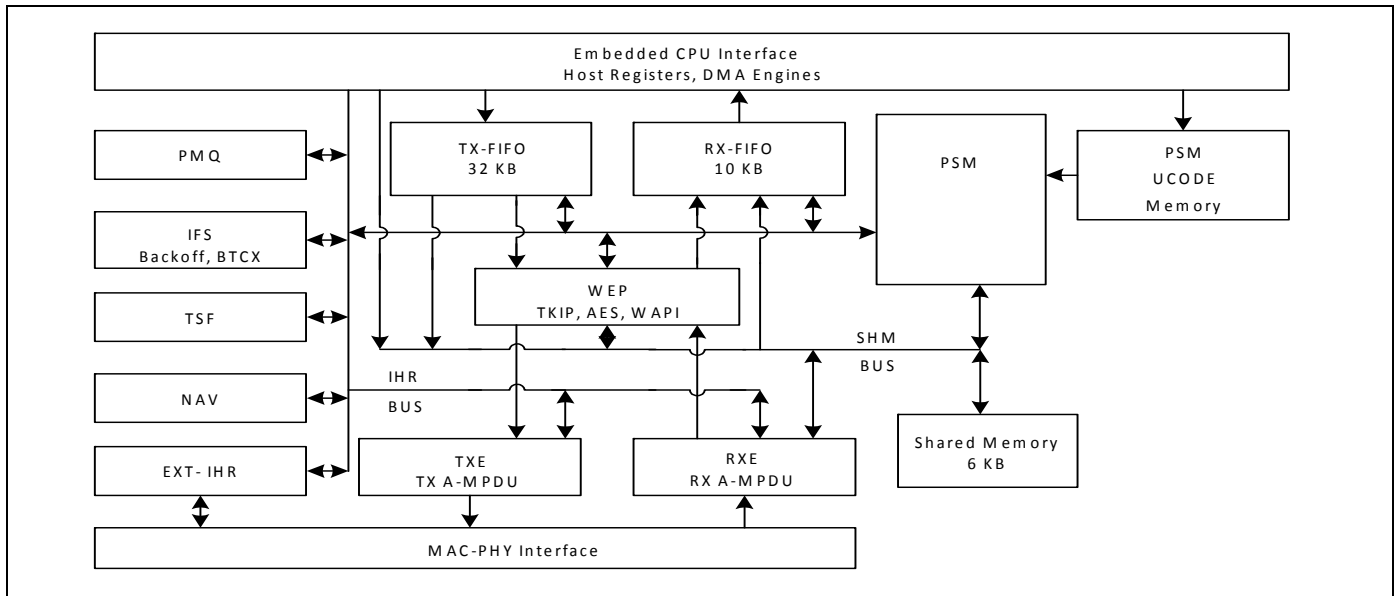 Embedded CPU Interface
Host Registers, DMA Engines
PMQ
TX-FIFO
32 KB
RX-FIFO
10 KB
PSM
PSM
UCODE
Memory
IFS
Backoff, BTCX
WEP
TKIP, AES, WAPI
TSF
SHM
BUS
IHR
BUS
NAV
Shared Memory
6 KB
EXT- IHR
TXE
TX A-MPDU
RXE
RX A-MPDU
MAC-PHY Interface